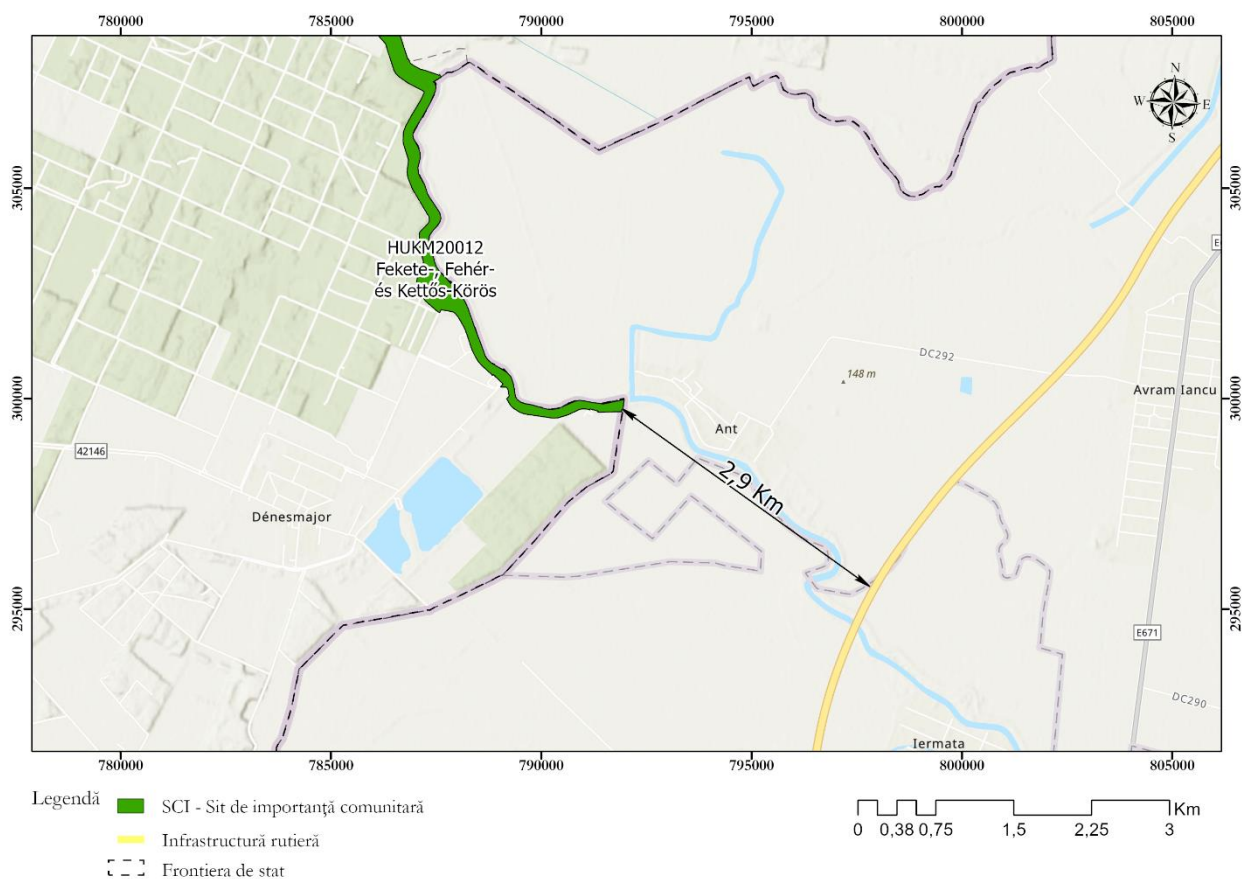 780000 785000 790000 795000 800000 805000
305000
300000
295000
305000
300000
295000
N
W E
S
HUKM20012
Fekete-, Fehér-
és Kettős-Körös
DC292
148 m
Avram Iancu
Ant
2,9 Km
42146
Dénesmajor
E671
DC290
Iermata
780000 785000 790000 795000 800000 805000
Legendă
SCI - Sit de importanță comunitară
Infrastructură rutieră
Frontiera de stat
Km
0 0,38 0,75 1,5 2,25 3